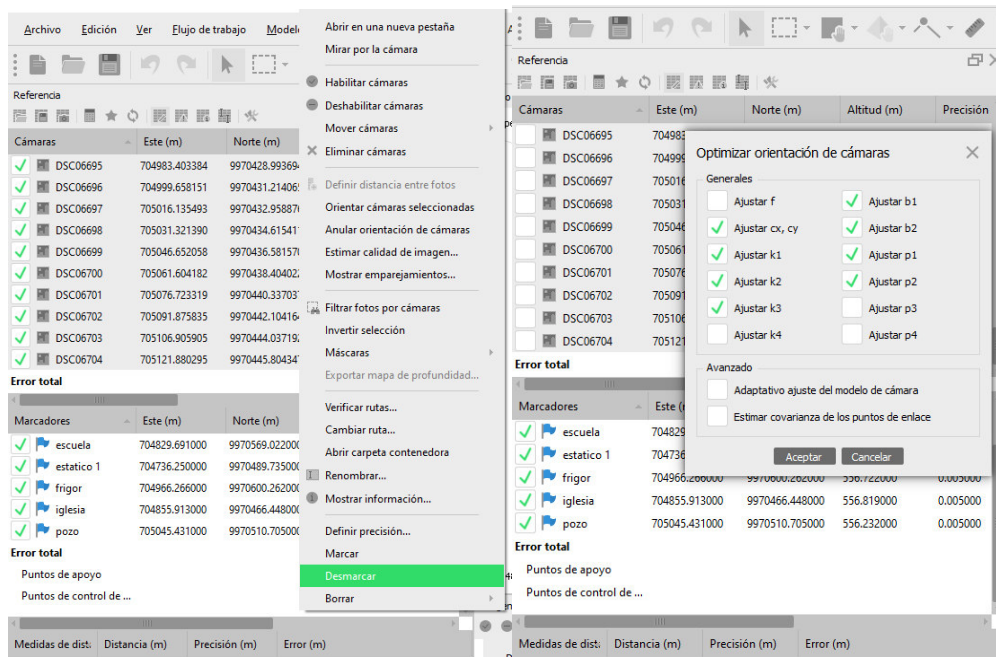 Archivo Edición Ver Flujo de trabajo
Referencia
Cámaras Este (m) Norte (m)
DSC06695 704983.403384
DSC06696 704999.658151
DSC06697 705016.135493
DSC06698 705031.321390
DSC06699 705046.652058
DSC06700 705061.604182
DSC06701 705076.723319
DSC06702 705091.875835
DSC06703 705106.905905
DSC06704 705121.880295
Error total
Marcadores Este (m) Norte (m)
escuela 704829.691000
estatico 1 704736.250000
frigor 704966.266000
iglesia 704855.913000
pozo 705045.431000
Error total
Puntos de apoyo
Puntos de control de ...
Medidas de dist: Distancia (m) Precisión (m) Error (m)
Abrir en una nueva pestaña
Mirar por la cámara
Habilitar cámaras
Deshabilitar cámaras
Mover cámaras
Eliminar cámaras
Definir distancia entre fotos
Orientar cámaras seleccionadas
Anular orientación de cámaras
Estimar calidad de imagen...
Mostrar emparejamientos...
Filtrar fotos por cámaras
Invertir selección
Máscaras
Exportar mapa de profundidad...
Verificar rutas...
Cambiar ruta...
Abrir carpeta contenedora
Renombrar...
Mostrar información...
Definir precisión...
Marcar
Desmarcar
Borrar
Referencia
Cámaras Este (m) Norte (m) Altitud (m) Precisión
DSC06695
DSC06696
DSC06697
DSC06698
DSC06699
DSC06700
DSC06701
DSC06702
DSC06703
DSC06704
Error total
Marcadores
escuela
estatico 1
frigor 704966.266000 9970600.262000 556.722000 0.005000
iglesia 704855.913000 9970466.448000 556.819000 0.005000
pozo 705045.431000 9970510.705000 556.232000 0.005000
Error total
Puntos de apoyo
Puntos de control de ...
Medidas de dist: Distancia (m) Precisión (m) Error (m)
Optimizar orientación de cámaras
Generales
Ajustar f Ajustar b1
Ajustar cx, cy Ajustar b2
Ajustar k1 Ajustar p1
Ajustar k2 Ajustar p2
Ajustar k3 Ajustar p3
Ajustar k4 Ajustar p4
Avanzado
Adaptativo ajuste del modelo de cámara
Estimar covarianza de los puntos de enlace
Aceptar Cancelar